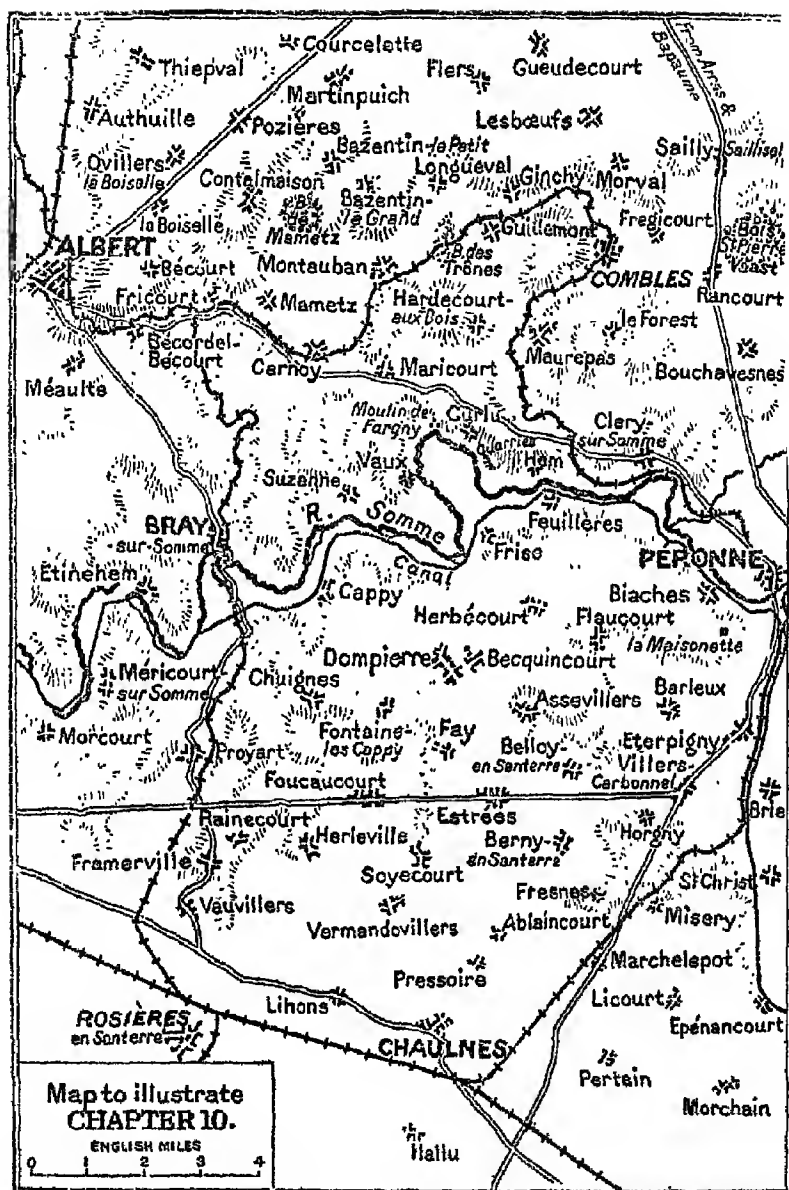 Courcelette
Thiepval
Flers
Gueudecourt
From Arras &
Bapaume
Martinpuich
Authuille
Pozières
Lesbœufs
Sailly
Saillisel
Ovillers
la Boiselle
Bazentin-le Petit
Longueval
Contalmaison
Bazentin-
le Grand
Ginchy
Morval
la Boiselle
Bis
de
Mametz
Guillemont
Fregicourt
Bois
St Pierre
Vaast
ALBERT
Bécourt
Montauban
B. des
Trônes
COMBLES
Rancourt
Fricourt
Mametz
Hardecourt-
aux Bois
le Forest
Bécordel-
Bécourt
Carnoy
Maricourt
Maurepas
Bouchavesnes
Méaulte
Moulin de
Fargny
Curlu
Quarries
Clery-
sur-Somme
Vaux
Hem
Suzanne
BRAY
sur-Somme
R. Somme
Canal
Feuillères
Frise
PÉRONNE
Etinehem
Cappy
Herbécourt
Biaches
Flaucourt
la Maisonette
Méricourt
sur Somme
Chuignes
Dompierre
Becquincourt
Assevillers
Barleux
Morcourt
Proyart
Fontaine-
les Cappy
Fay
Belloy-
en Santerre
Eterpigny
Villers-
Carbonnel
Foucaucourt
Estrées
Brie
Rainecourt
Herleville
Berny-
en Santerre
Horgny
Framerville
Soyecourt
St Christ
Vauvillers
Vermandovillers
Fresnes
Ablaincourt
Misery
Pressoire
Marchelepot
Lihons
Licourt
Epénancourt
ROSIÈRES
en Santerre
CHAULNES
Pertain
Morchain
Hallu
Map to illustrate
CHAPTER 10.
ENGLISH MILES
0 1 2 3 4